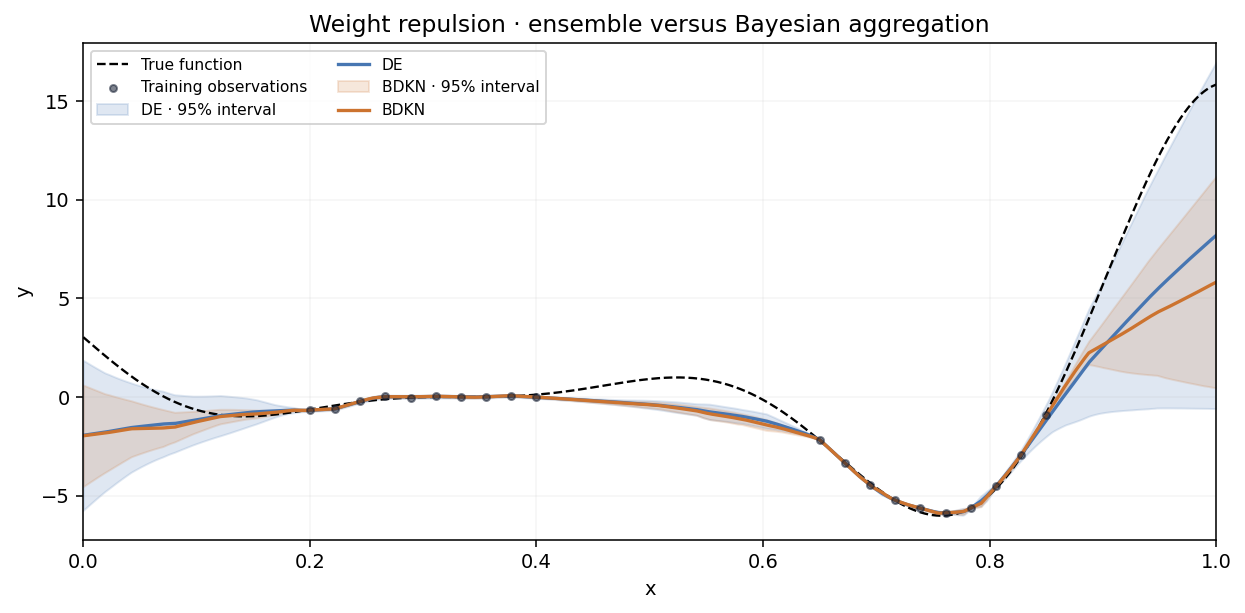 Weight repulsion · ensemble versus Bayesian aggregation
True function
Training observations
DE · 95% interval
DE
BDKN · 95% interval
BDKN
y
15
10
5
0
−5
0.0 0.2 0.4 0.6 0.8 1.0
x